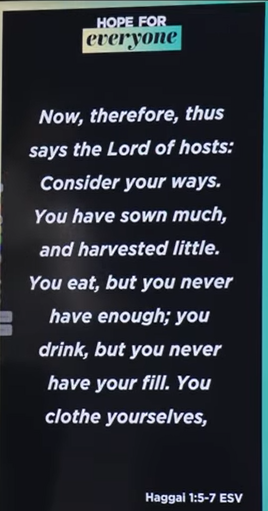 HOPE FOR
everyone
Now, therefore, thus
says the Lord of hosts:
Consider your ways.
You have sown much,
and harvested little.
You eat, but you never
have enough; you
drink, but you never
have your fill. You
clothe yourselves,
Haggai 1:5-7 ESV